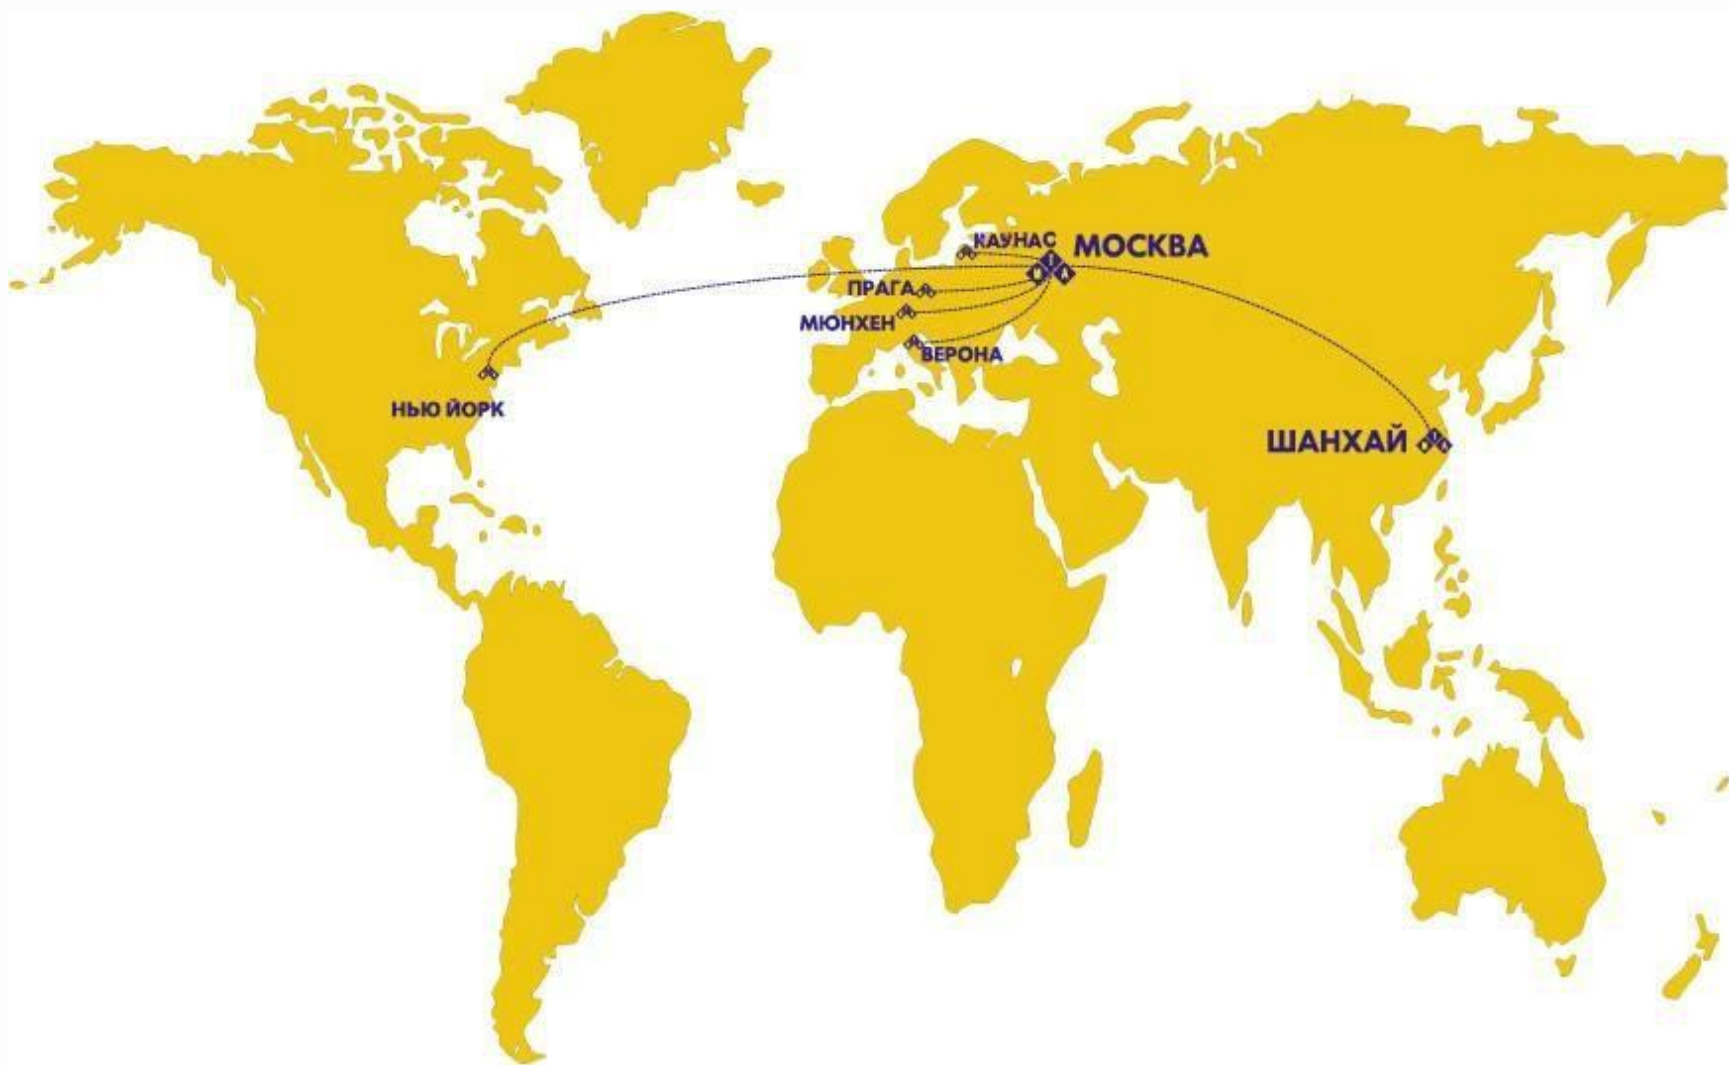 КАУНАС
МОСКВА
ПРАГА
МЮНХЕН
ВЕРОНА
НЬЮ ЙОРК
ШАНХАЙ